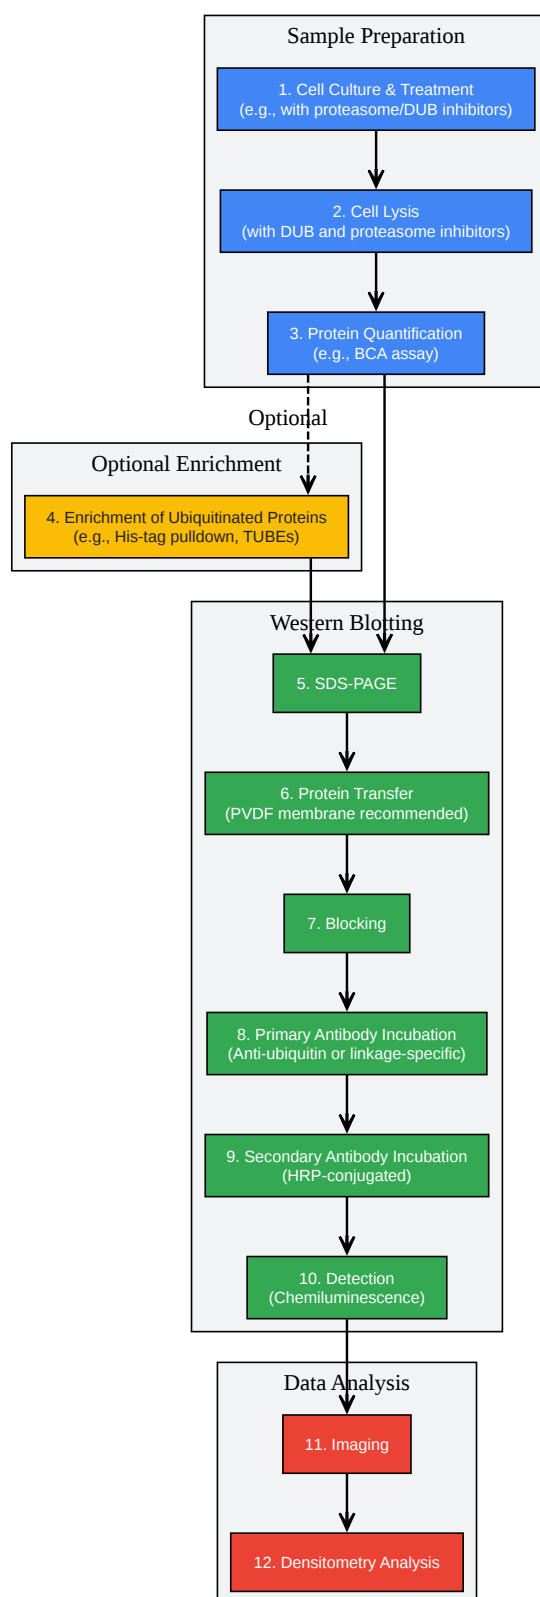 Sample Preparation
1. Cell Culture & Treatment
(e.g., with proteasome/DUB inhibitors)
2. Cell Lysis
(with DUB and proteasome inhibitors)
3. Protein Quantification
(e.g., BCA assay)
Optional
Optional Enrichment
4. Enrichment of Ubiquitinated Proteins
(e.g., His-tag pulldown, TUBEs)
Western Blotting
5. SDS-PAGE
6. Protein Transfer
(PVDF membrane recommended)
7. Blocking
8. Primary Antibody Incubation
(Anti-ubiquitin or linkage-specific)
9. Secondary Antibody Incubation
(HRP-conjugated)
10. Detection
(Chemiluminescence)
Data Analysis
11. Imaging
12. Densitometry Analysis